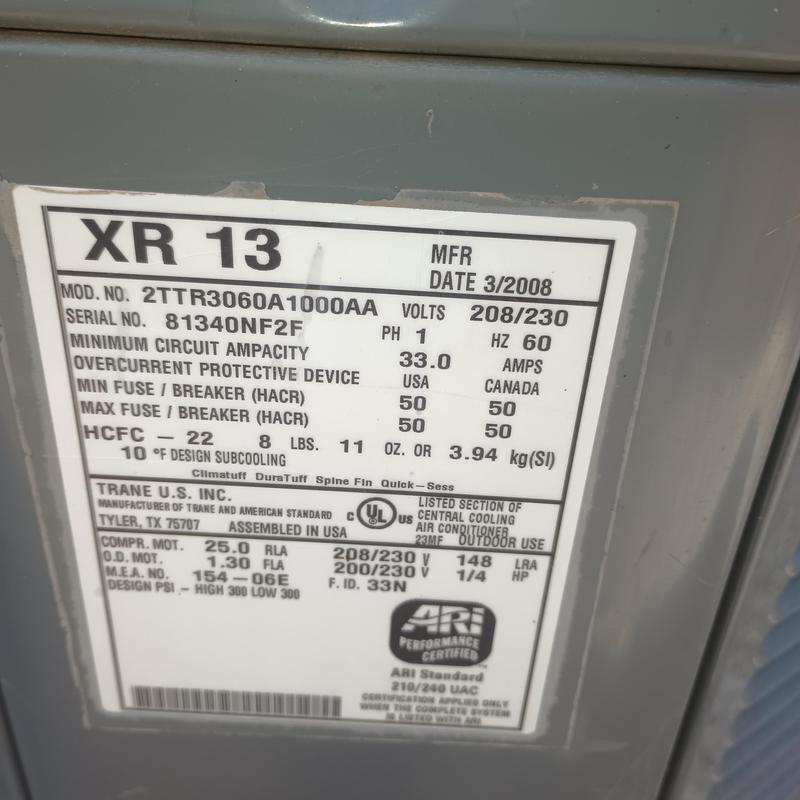 XR 13
MFR
DATE 3/2008
MOD. NO. 2TTR3060A1000AA VOLTS 208/230
SERIAL NO. 81340NF2F PH 1 HZ 60
MINIMUM CIRCUIT AMPACITY 33.0 AMPS
OVERCURRENT PROTECTIVE DEVICE USA CANADA
MIN FUSE / BREAKER (HACR) 50 50
MAX FUSE / BREAKER (HACR) 50 50
HCFC - 22 8 LBS. 11 OZ. OR 3.94 kg(SI)
10 °F DESIGN SUBCOOLING
Climatuff DuraTuff Spine Fin Quick-Sess
TRANE U.S. INC.
MANUFACTURER OF TRANE AND AMERICAN STANDARD
TYLER, TX 75707 ASSEMBLED IN USA
C UL US
LISTED SECTION OF
CENTRAL COOLING
AIR CONDITIONER
23MF OUTDOOR USE
COMPR. MOT. 25.0 RLA 208/230 V 148 LRA
O.D. MOT. 1.30 FLA 200/230 V 1/4 HP
M.E.A. NO. 154-06E F. ID. 33N
DESIGN PSI - HIGH 300 LOW 300
ARI
PERFORMANCE
CERTIFIED
TM
ARI Standard
210/240 UAC
CERTIFICATION APPLIES ONLY
WHEN THE COMPLETE SYSTEM
IS LISTED WITH ARI